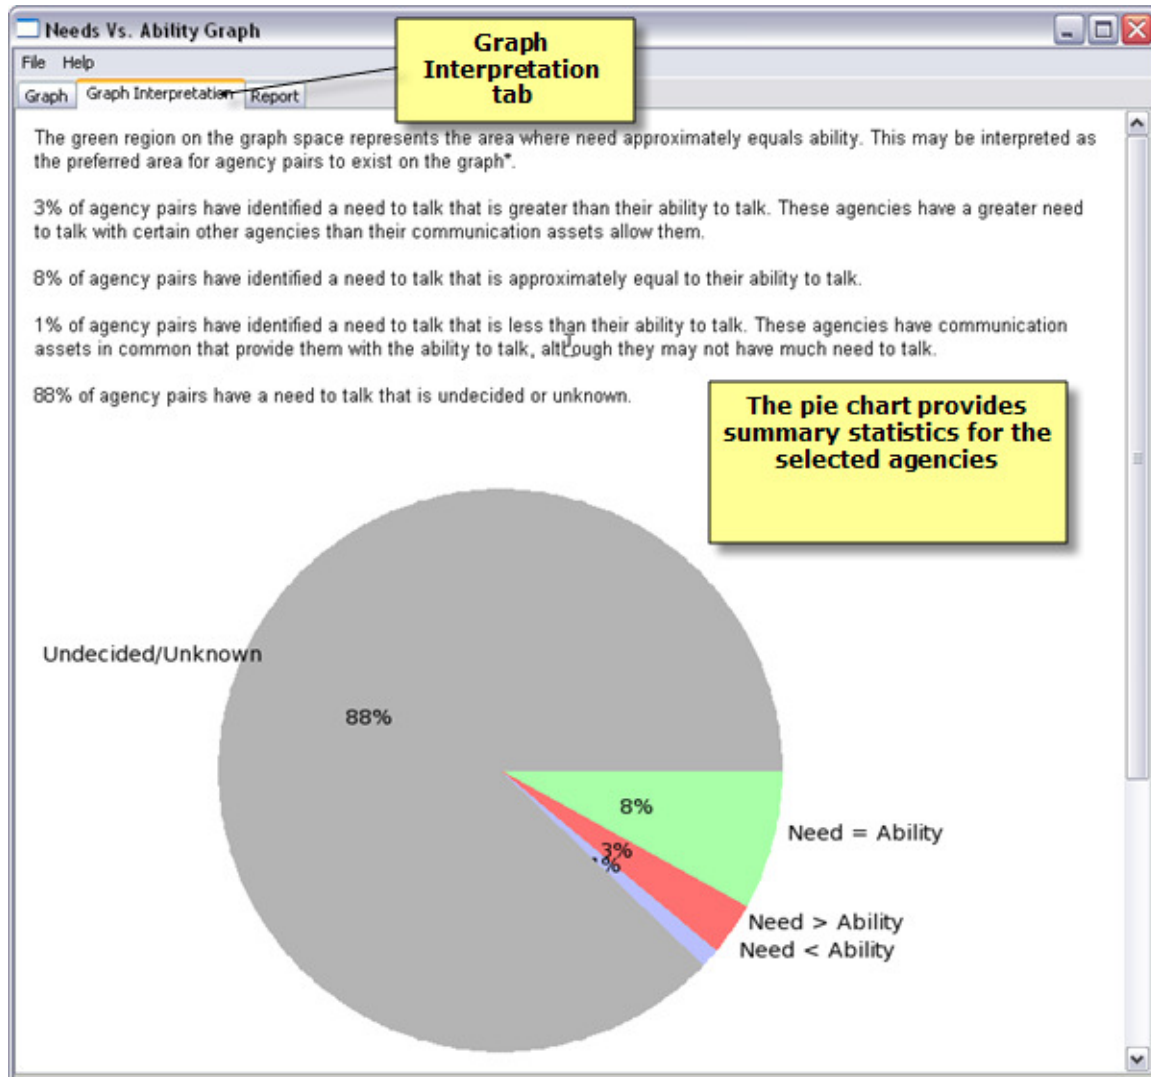 Needs Vs. Ability Graph
File Help
Graph
Interpretation
tab
Graph Graph Interpretation Report
The green region on the graph space represents the area where need approximately equals ability. This may be interpreted as
the preferred area for agency pairs to exist on the graph*.
3% of agency pairs have identified a need to talk that is greater than their ability to talk. These agencies have a greater need
to talk with certain other agencies than their communication assets allow them.
8% of agency pairs have identified a need to talk that is approximately equal to their ability to talk.
1% of agency pairs have identified a need to talk that is less than their ability to talk. These agencies have communication
assets in common that provide them with the ability to talk, although they may not have much need to talk.
88% of agency pairs have a need to talk that is undecided or unknown.
The pie chart provides
summary statistics for the
selected agencies
Undecided/Unknown
88%
8%
Need = Ability
3%
1%
Need > Ability
Need < Ability